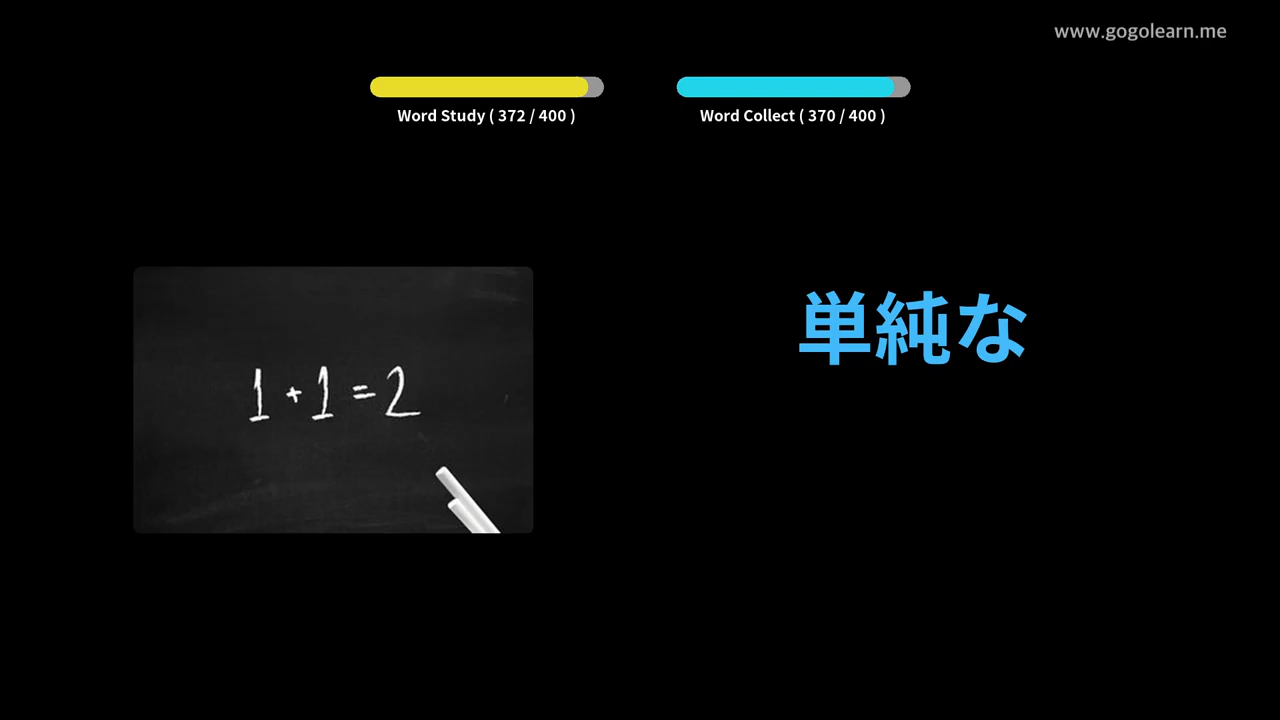 www.gogolearn.me
Word Study ( 372 / 400 )
Word Collect ( 370 / 400 )
単純な
1 + 1 = 2